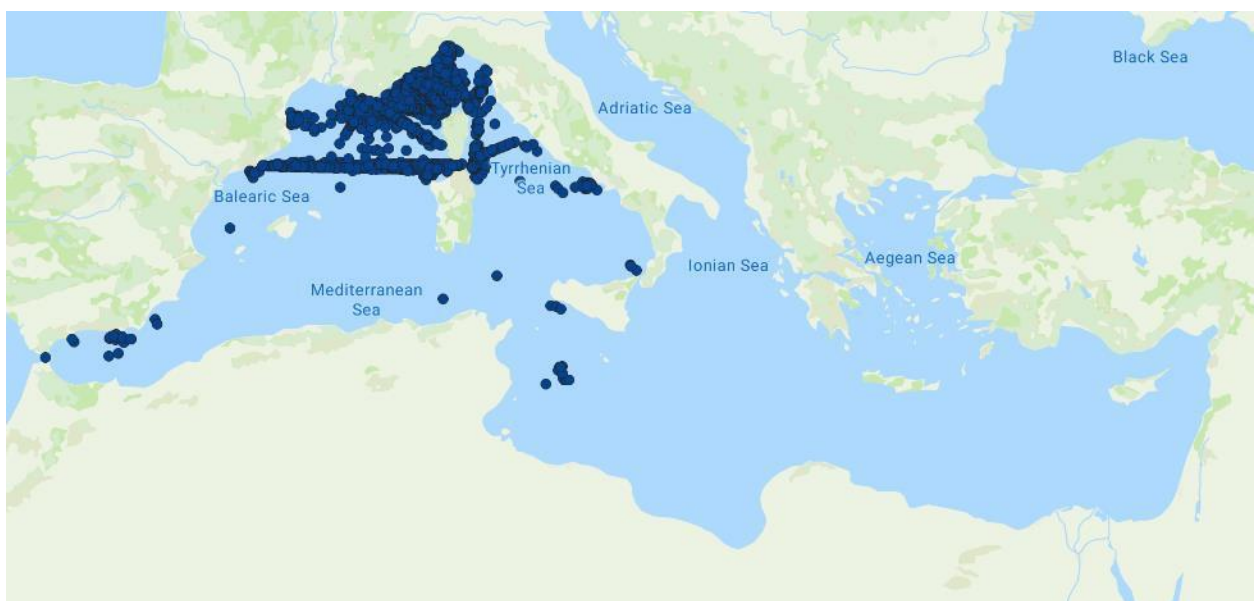 Black Sea
Adriatic Sea
Tyrrhenian
Sea
Balearic Sea
Aegean Sea
Ionian Sea
Mediterranean
Sea